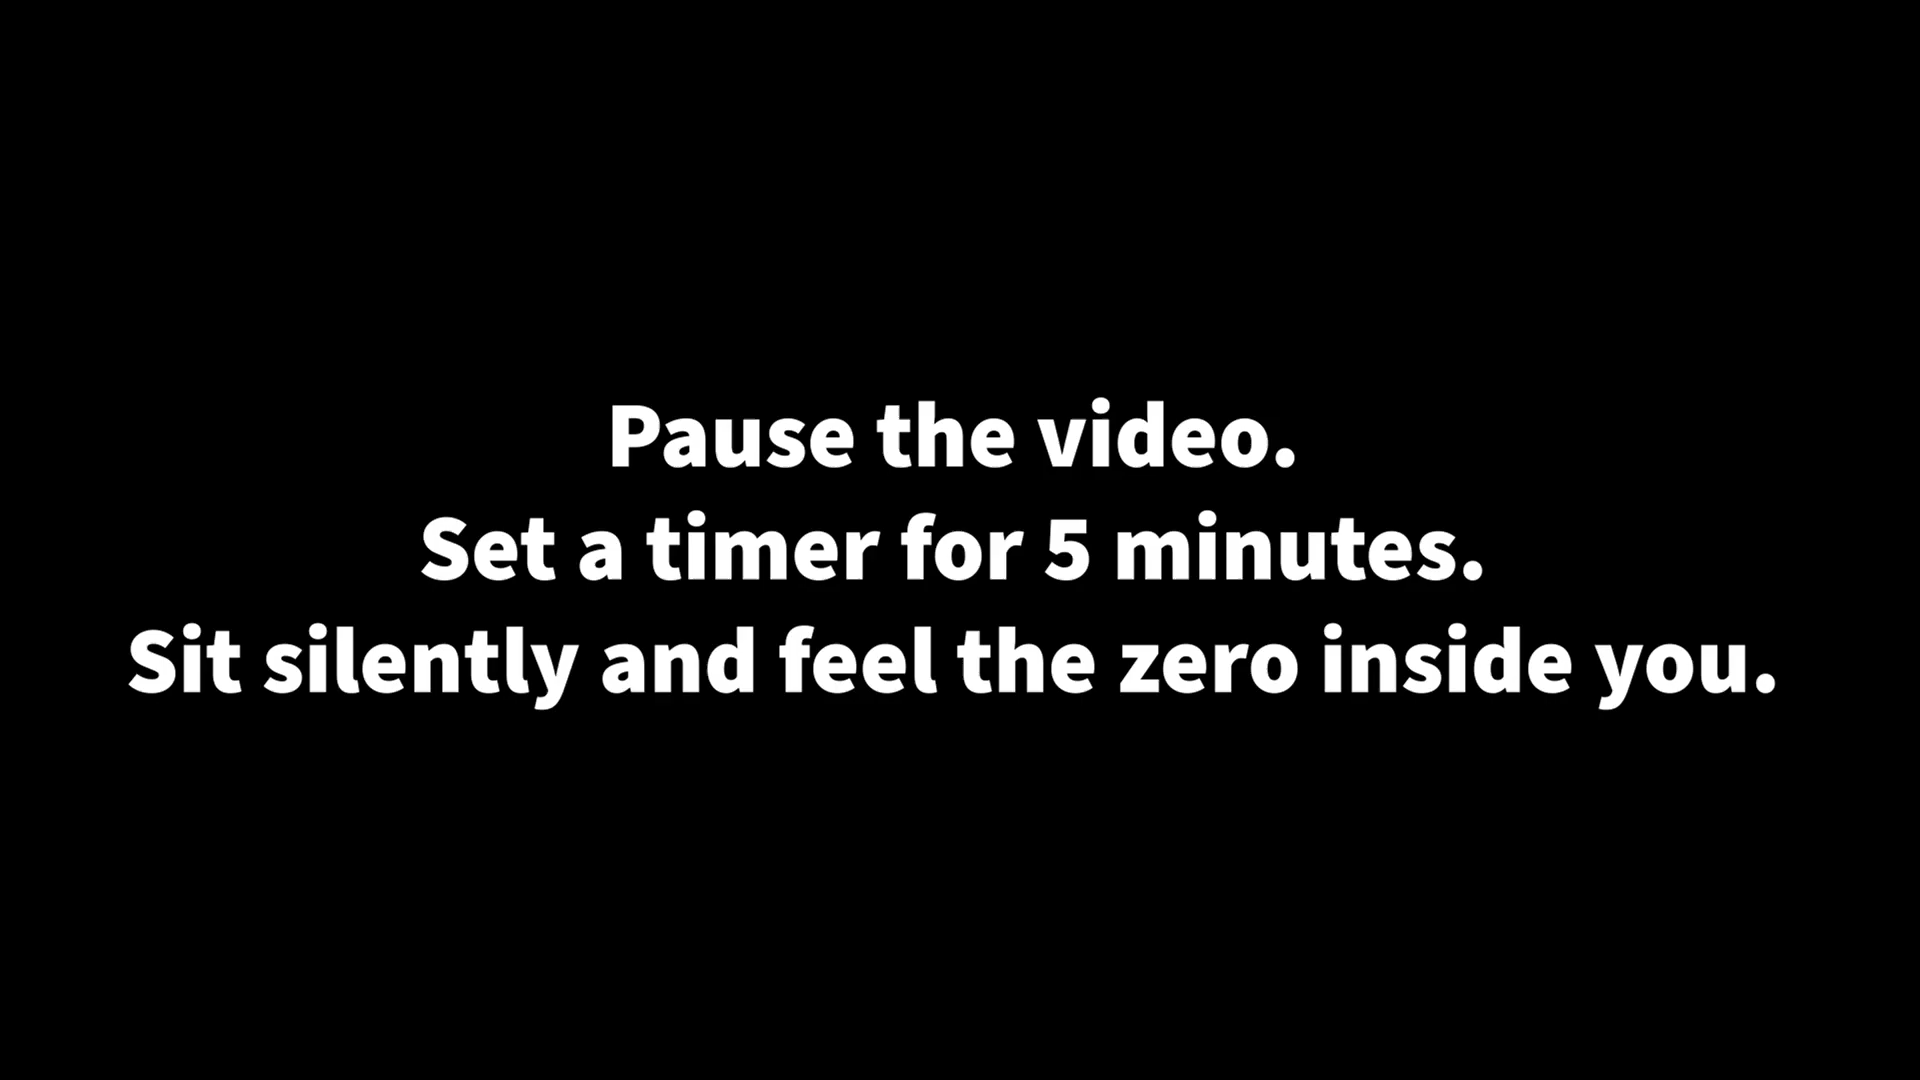 Pause the video.
Set a timer for 5 minutes.
Sit silently and feel the zero inside you.